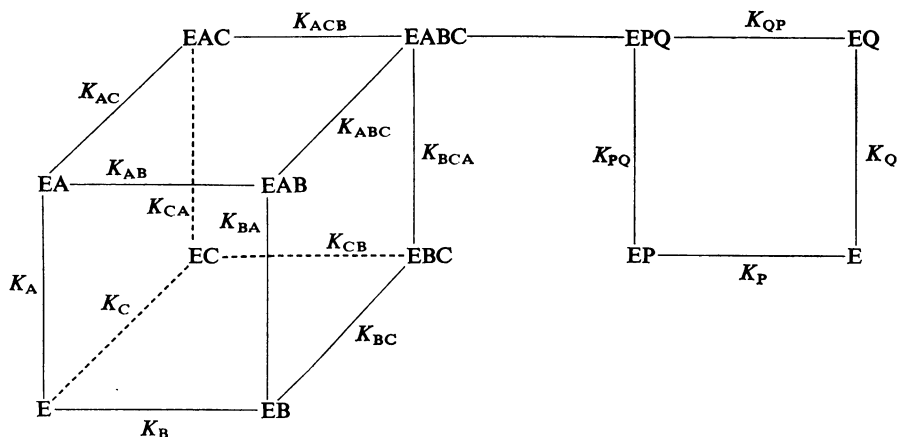 K_ACB K_QP
EAC EABC EPQ EQ
K_AC K_ABC
K_AB K_BCA K_PQ K_Q
EA EAB
K_CA K_BA
K_CB
EC EBC EP E
K_A K_C K_P
K_BC
E EB
K_B